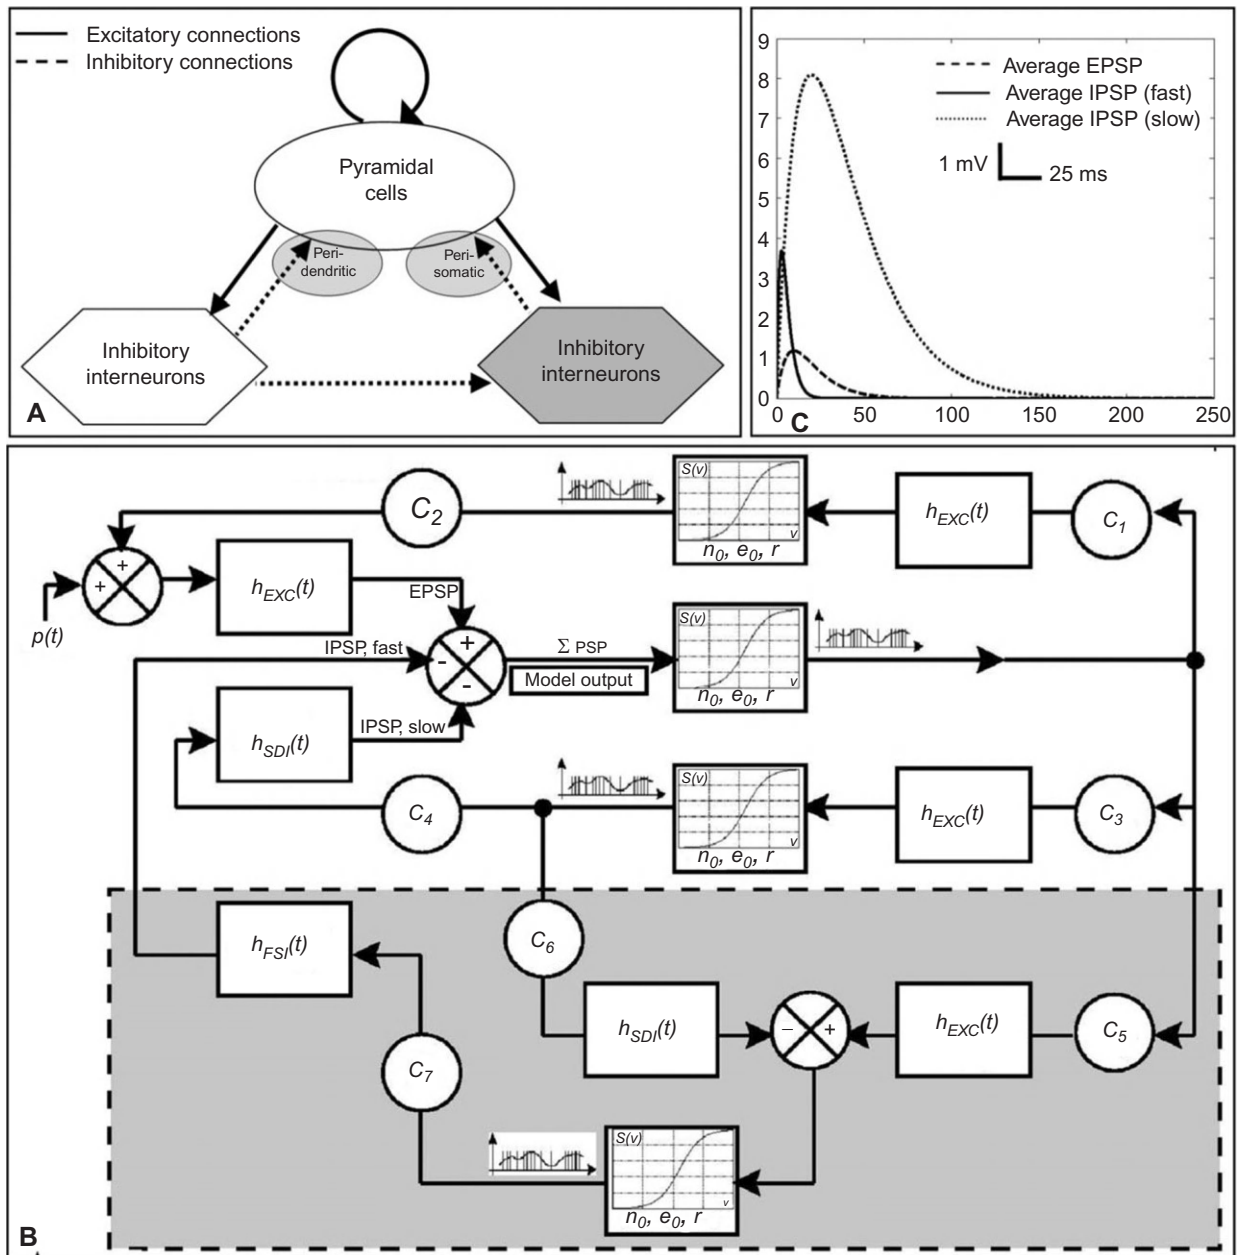 Excitatory connections
Inhibitory connections
Pyramidal
cells
Peri-
dendritic
Peri-
somatic
Inhibitory
interneurons
Inhibitory
interneurons
A
9
8
7
6
5
4
3
2
1
0
Average EPSP
Average IPSP (fast)
Average IPSP (slow)
1 mV
25 ms
0
50
100
150
200
250
C
C2
S(v)
v
n0, e0, r
hEXC(t)
C1
+
+
p(t)
hEXC(t)
EPSP
IPSP, fast
+
-
-
Σ PSP
Model output
S(v)
v
n0, e0, r
hSDI(t)
IPSP, slow
C4
S(v)
v
n0, e0, r
hEXC(t)
C3
hFSI(t)
C6
hSDI(t)
−
+
hEXC(t)
C5
C7
S(v)
v
n0, e0, r
B